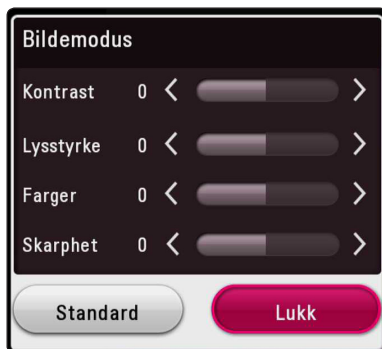 Bildemodus
Kontrast 0
Lysstyrke 0
Farger 0
Skarphet 0
Standard Lukk